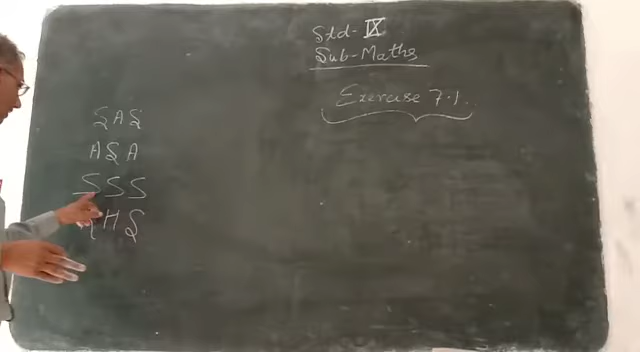 Std- IX
Sub-Maths
Exercise 7.1.
SAS
ASA
SSS
RHS